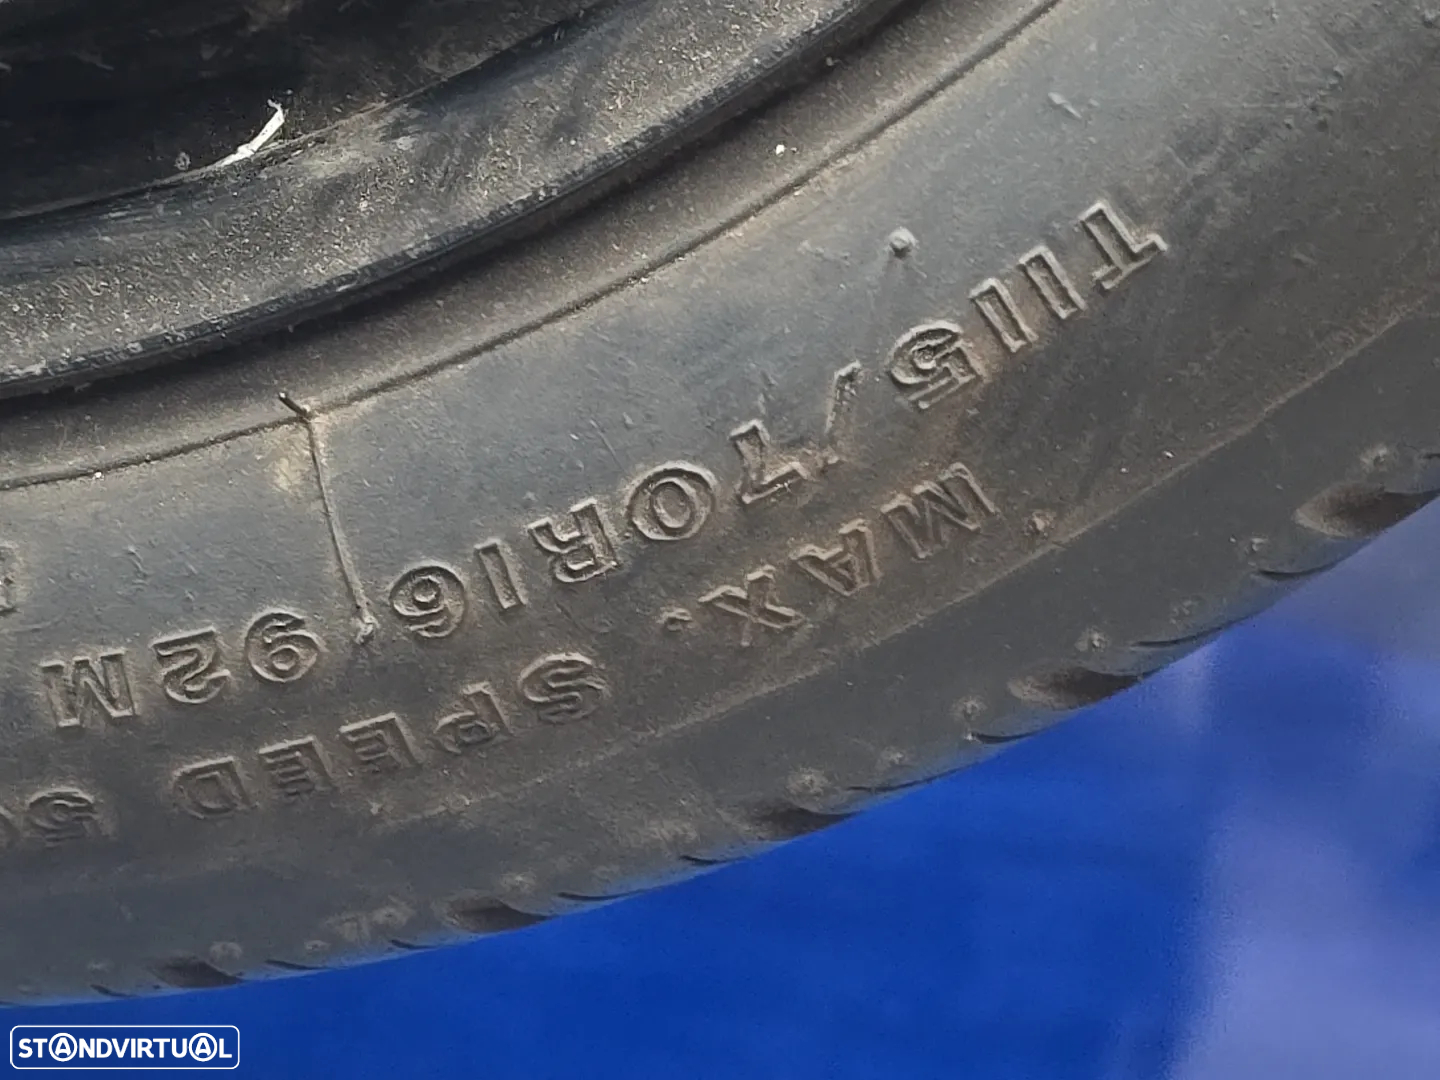 T115/70R16 92M
MAX. SPEED
STANDVIRTUAL